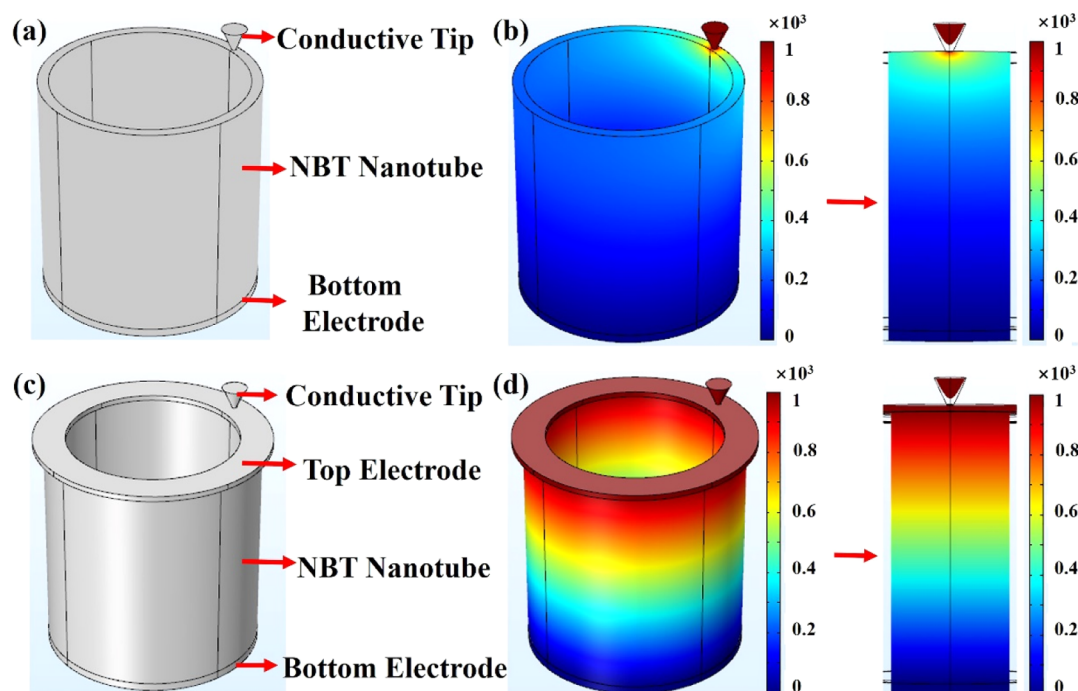 (a)
Conductive Tip
NBT Nanotube
Bottom
Electrode
(b)
×10³
1
0.8
0.6
0.4
0.2
0
×10³
1
0.8
0.6
0.4
0.2
0
(c)
Conductive Tip
Top Electrode
NBT Nanotube
Bottom Electrode
(d)
×10³
1
0.8
0.6
0.4
0.2
0
×10³
1
0.8
0.6
0.4
0.2
0